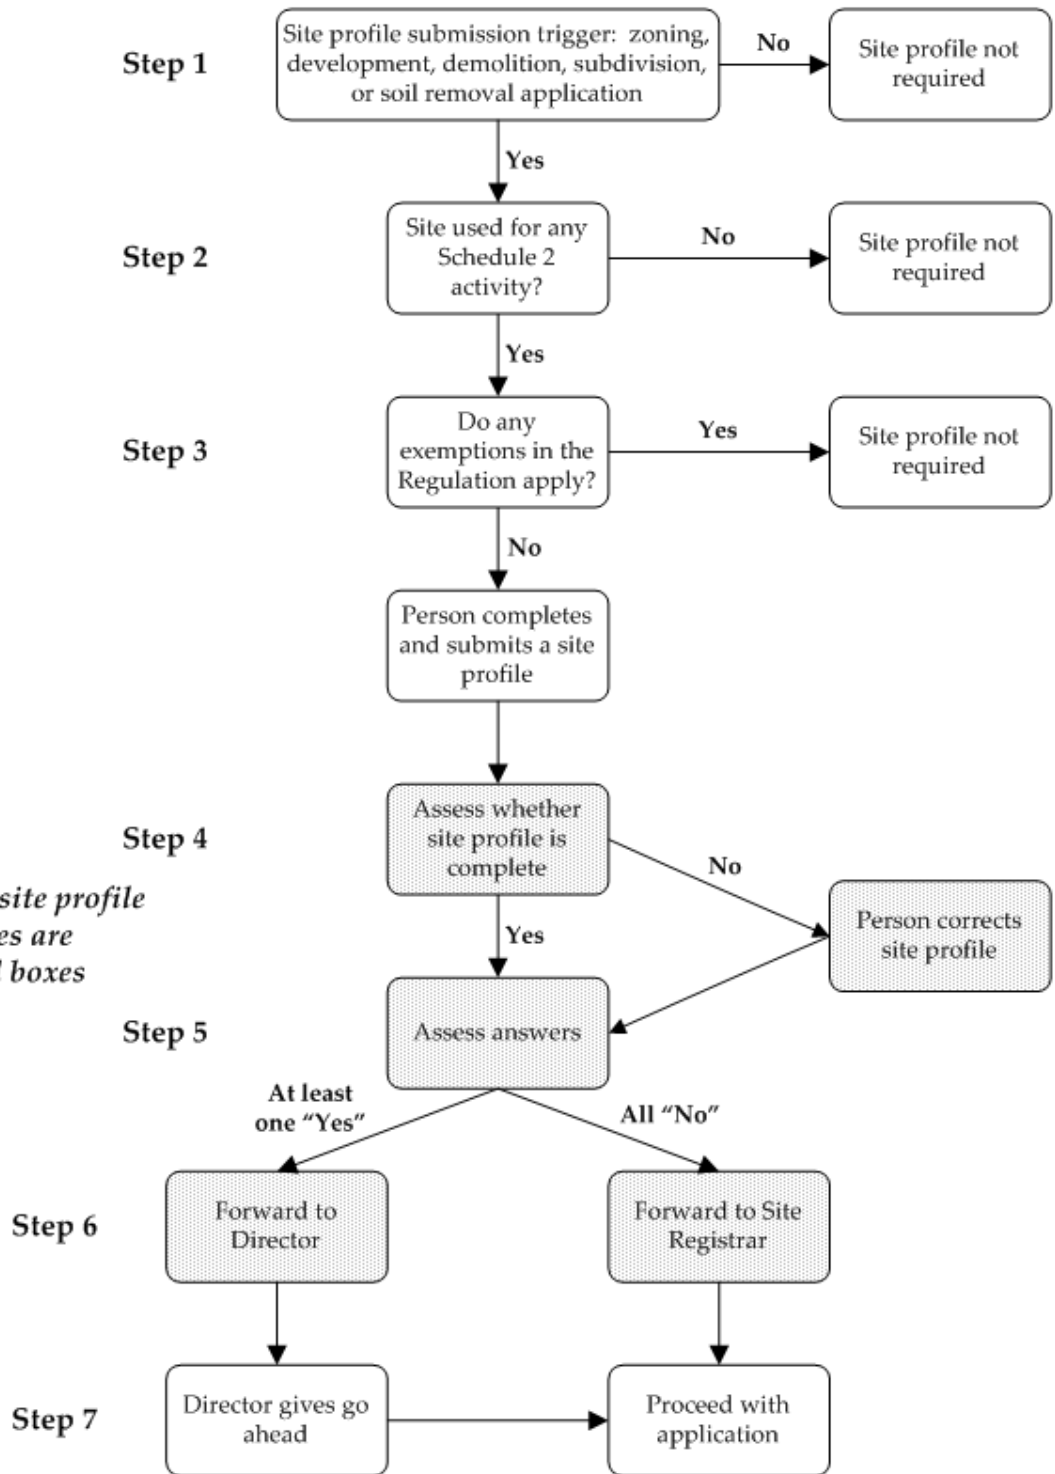 Step 1
Site profile submission trigger: zoning,
development, demolition, subdivision,
or soil removal application
No
Site profile not
required
Yes
Step 2
Site used for any
Schedule 2
activity?
No
Site profile not
required
Yes
Step 3
Do any
exemptions in the
Regulation apply?
Yes
Site profile not
required
No
Person completes
and submits a site
profile
Step 4
Assess whether
site profile is
complete
No
site profile
are
boxes
Yes
Person corrects
site profile
Step 5
Assess answers
At least
one “Yes”
All “No”
Step 6
Forward to
Director
Forward to Site
Registrar
Step 7
Director gives go
ahead
Proceed with
application